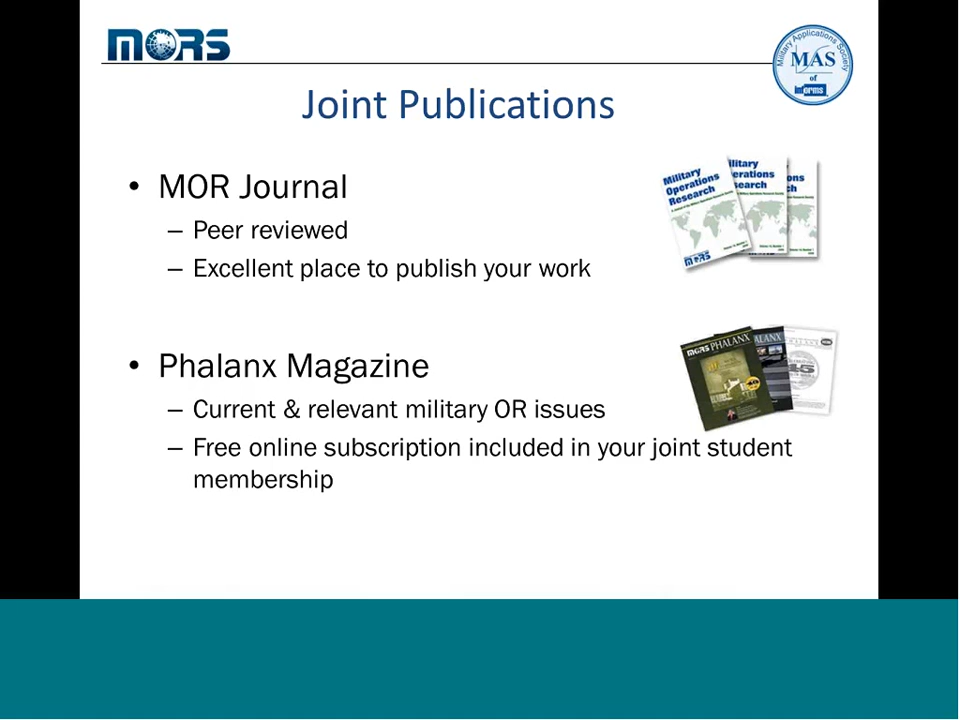 MORS
Military Applications Society
MAS
of
informs
Joint Publications
• MOR Journal
– Peer reviewed
– Excellent place to publish your work
Military
Operations
Research
MORS
• Phalanx Magazine
– Current & relevant military OR issues
– Free online subscription included in your joint student
membership
MORS PHALANX
45